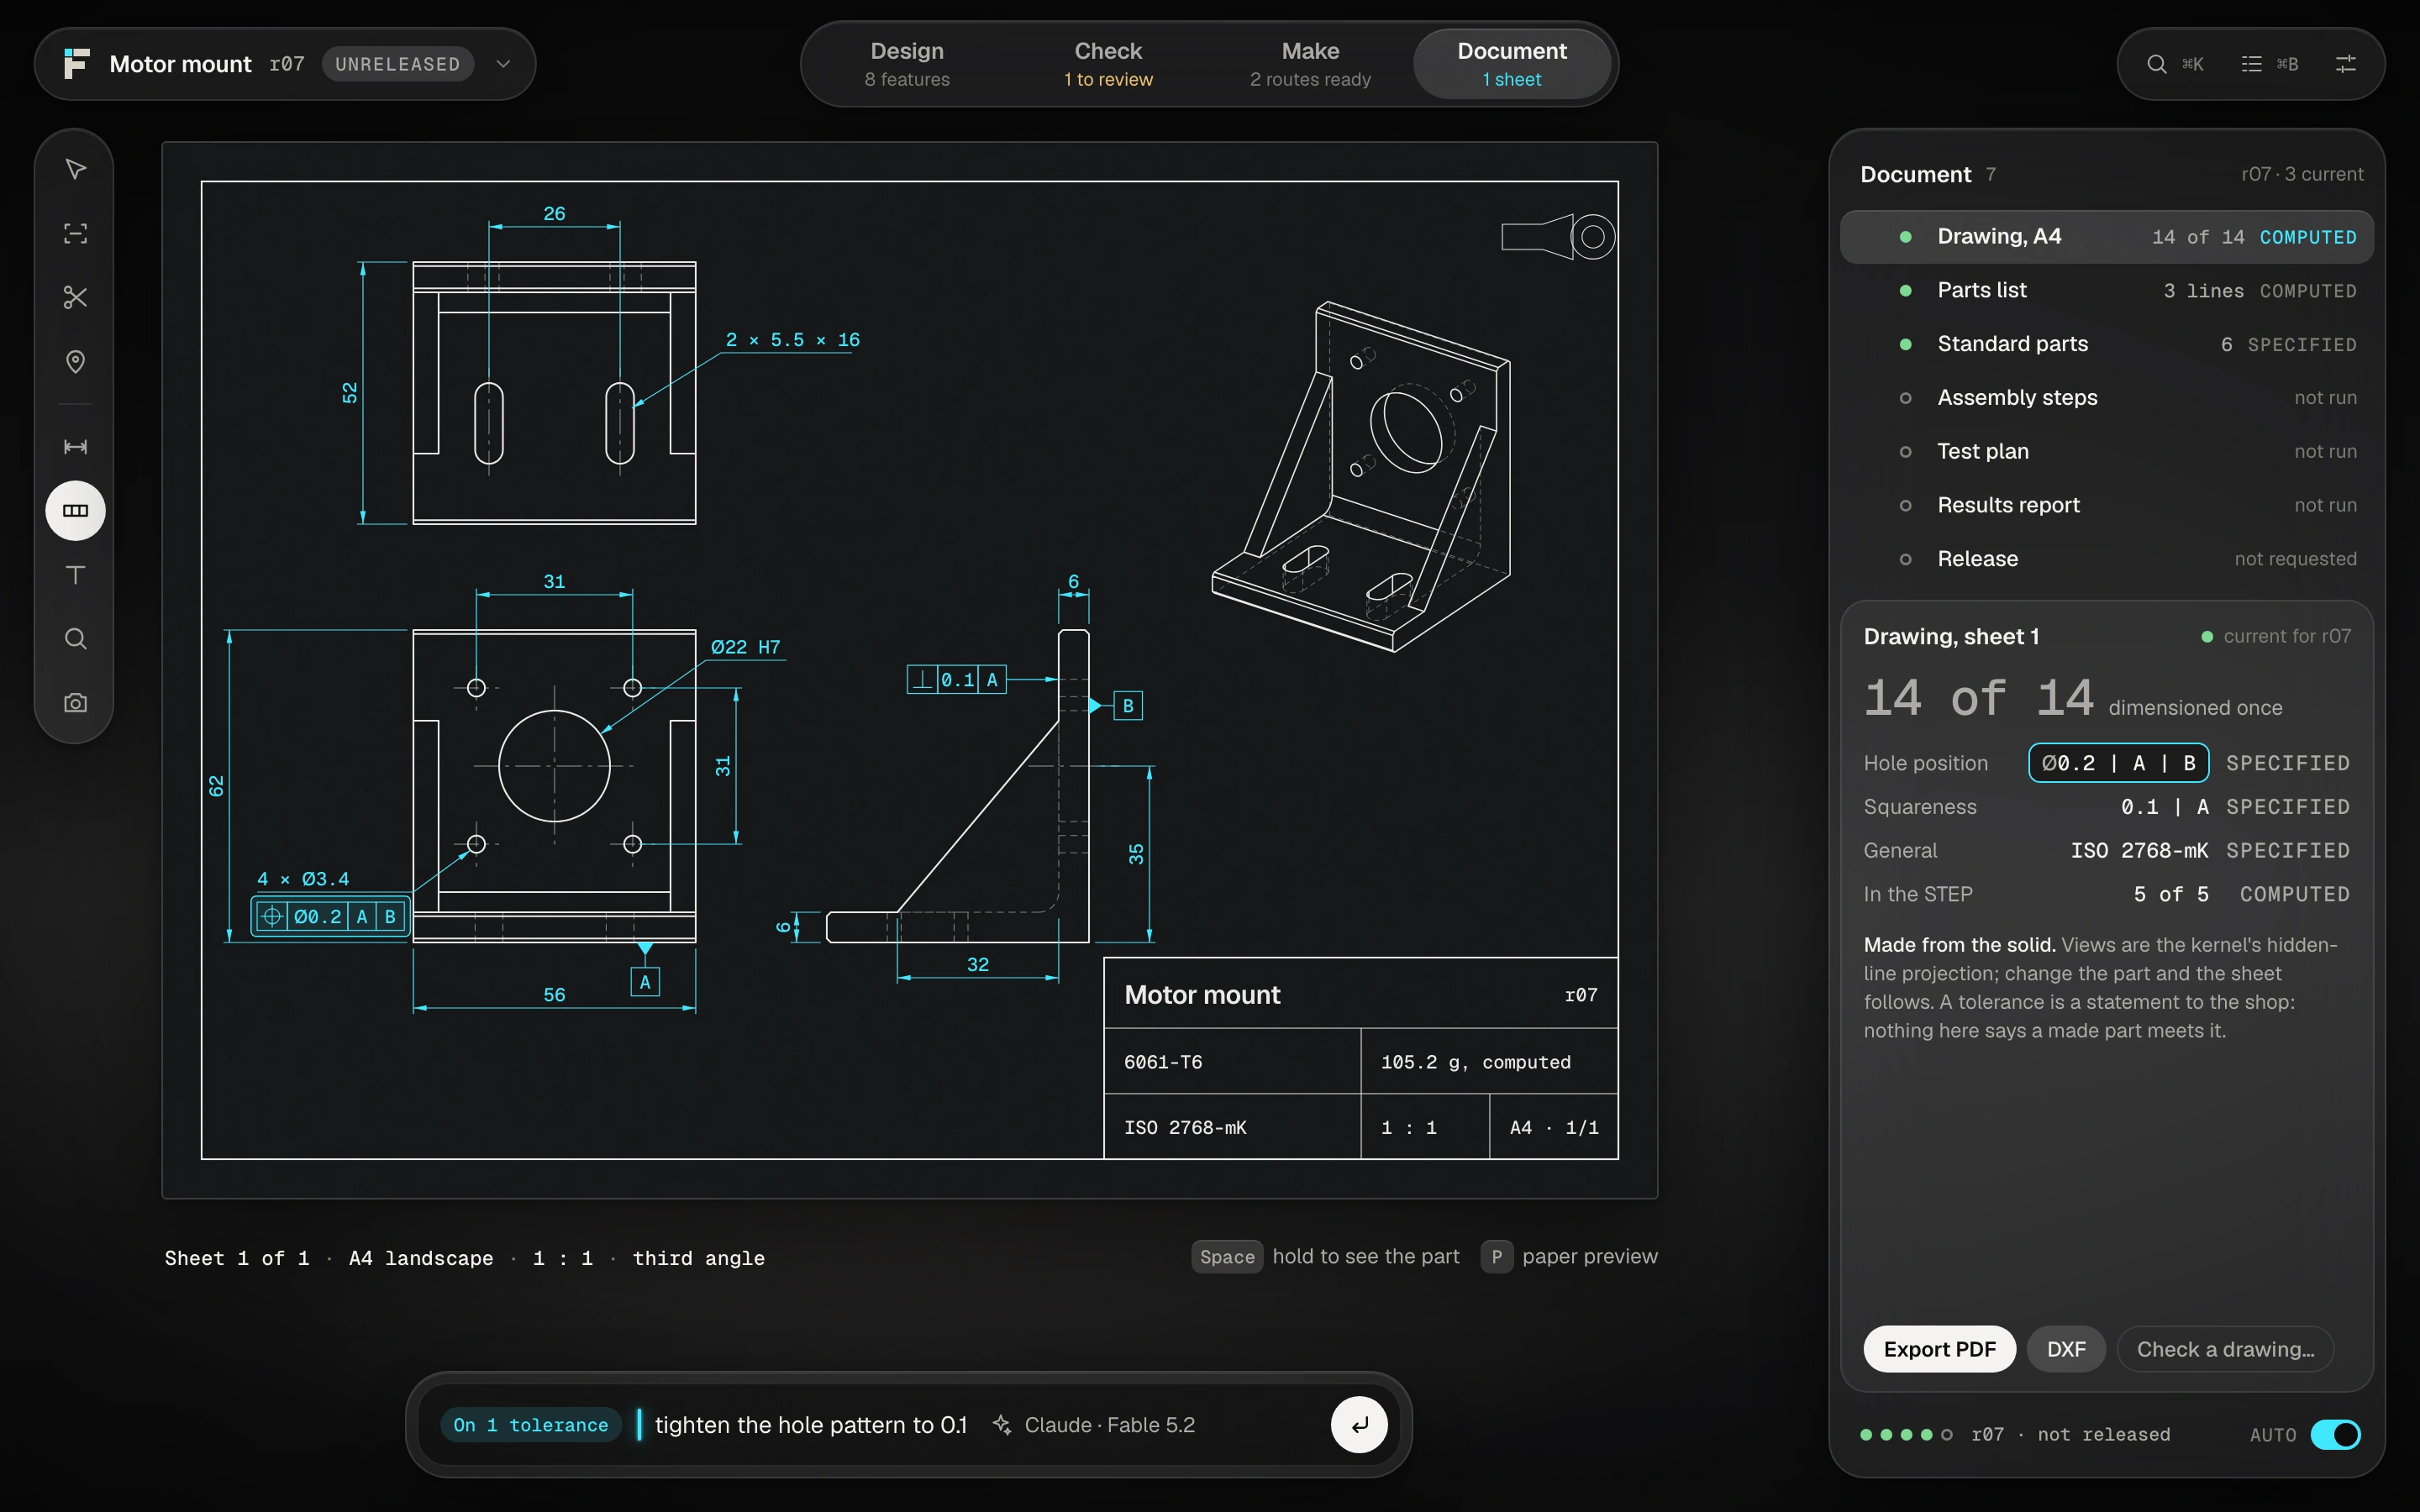 Motor mount r07 UNRELEASED
Design
8 features
Check
1 to review
Make
2 routes ready
Document
1 sheet
⌘K ⌘B
26
52
2 × 5.5 × 16
31
Ø22 H7
62
31
4 × Ø3.4
Ø0.2 A B
A
56
6
⊥ 0.1 A
B
35
6
32
Motor mount r07
6061-T6 105.2 g, computed
ISO 2768-mK 1 : 1 A4 · 1/1
Sheet 1 of 1 · A4 landscape · 1 : 1 · third angle
Space hold to see the part P paper preview
On 1 tolerance tighten the hole pattern to 0.1 Claude · Fable 5.2
Document 7 r07 · 3 current
Drawing, A4 14 of 14 COMPUTED
Parts list 3 lines COMPUTED
Standard parts 6 SPECIFIED
Assembly steps not run
Test plan not run
Results report not run
Release not requested
Drawing, sheet 1 current for r07
14 of 14 dimensioned once
Hole position Ø0.2 | A | B SPECIFIED
Squareness 0.1 | A SPECIFIED
General ISO 2768-mK SPECIFIED
In the STEP 5 of 5 COMPUTED
Made from the solid. Views are the kernel's hidden-
line projection; change the part and the sheet
follows. A tolerance is a statement to the shop:
nothing here says a made part meets it.
Export PDF DXF Check a drawing...
r07 · not released AUTO